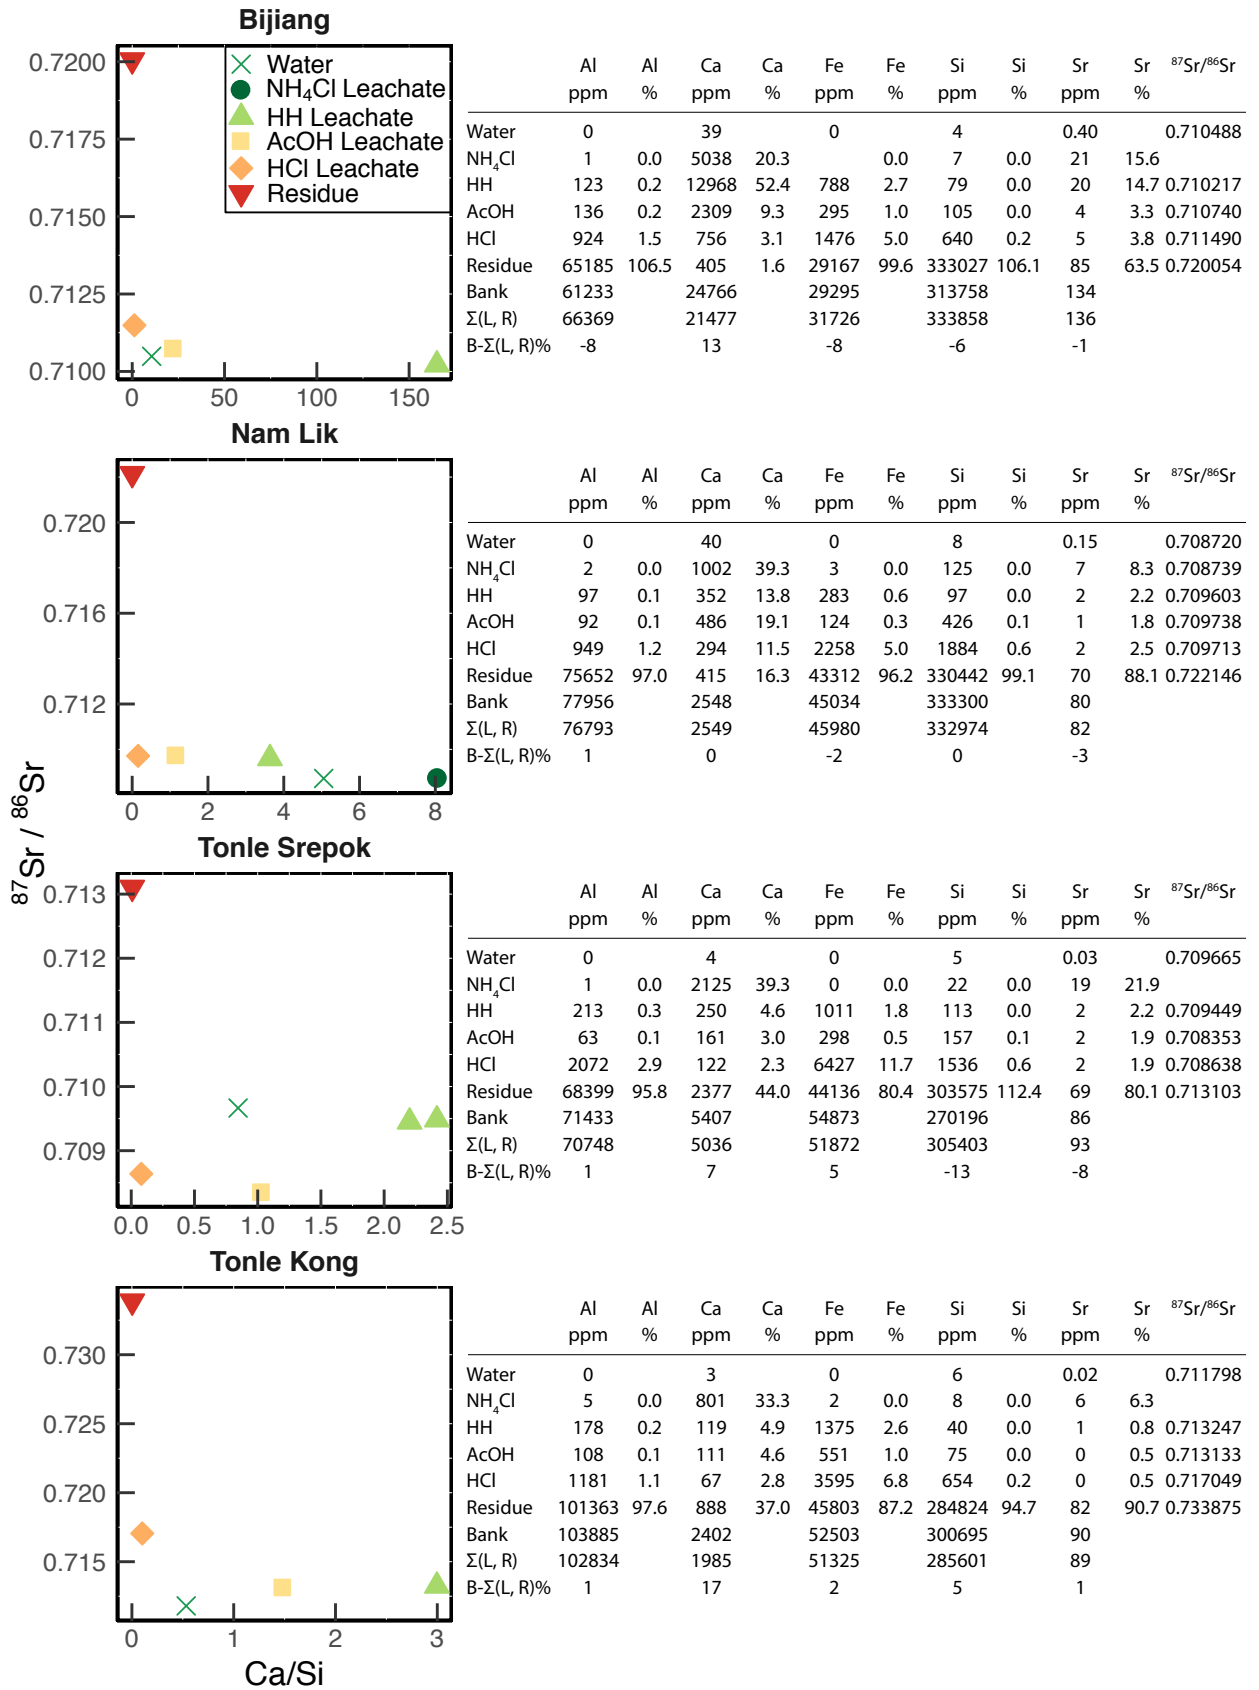 Bijiang
0.7200
0.7175
0.7150
0.7125
0.7100
0 50 100 150
Water
NH₄Cl Leachate
HH Leachate
AcOH Leachate
HCl Leachate
Residue
Al Al Ca Ca Fe Fe Si Si Sr Sr ⁸⁷Sr/⁸⁶Sr
ppm % ppm % ppm % ppm % ppm %
Water 0 39 0 4 0.40 0.710488
NH₄Cl 1 0.0 5038 20.3 0.0 7 0.0 21 15.6
HH 123 0.2 12968 52.4 788 2.7 79 0.0 20 14.7 0.710217
AcOH 136 0.2 2309 9.3 295 1.0 105 0.0 4 3.3 0.710740
HCl 924 1.5 756 3.1 1476 5.0 640 0.2 5 3.8 0.711490
Residue 65185 106.5 405 1.6 29167 99.6 333027 106.1 85 63.5 0.720054
Bank 61233 24766 29295 313758 134
Σ(L, R) 66369 21477 31726 333858 136
B-Σ(L, R)% -8 13 -8 -6 -1
Nam Lik
0.720
0.716
0.712
0 2 4 6 8
Al Al Ca Ca Fe Fe Si Si Sr Sr ⁸⁷Sr/⁸⁶Sr
ppm % ppm % ppm % ppm % ppm %
Water 0 40 0 8 0.15 0.708720
NH₄Cl 2 0.0 1002 39.3 3 0.0 125 0.0 7 8.3 0.708739
HH 97 0.1 352 13.8 283 0.6 97 0.0 2 2.2 0.709603
AcOH 92 0.1 486 19.1 124 0.3 426 0.1 1 1.8 0.709738
HCl 949 1.2 294 11.5 2258 5.0 1884 0.6 2 2.5 0.709713
Residue 75652 97.0 415 16.3 43312 96.2 330442 99.1 70 88.1 0.722146
Bank 77956 2548 45034 333300 80
Σ(L, R) 76793 2549 45980 332974 82
B-Σ(L, R)% 1 0 -2 0 -3
⁸⁷Sr / ⁸⁶Sr
Tonle Srepok
0.713
0.712
0.711
0.710
0.709
0.0 0.5 1.0 1.5 2.0 2.5
Al Al Ca Ca Fe Fe Si Si Sr Sr ⁸⁷Sr/⁸⁶Sr
ppm % ppm % ppm % ppm % ppm %
Water 0 4 0 5 0.03 0.709665
NH₄Cl 1 0.0 2125 39.3 0 0.0 22 0.0 19 21.9
HH 213 0.3 250 4.6 1011 1.8 113 0.0 2 2.2 0.709449
AcOH 63 0.1 161 3.0 298 0.5 157 0.1 2 1.9 0.708353
HCl 2072 2.9 122 2.3 6427 11.7 1536 0.6 2 1.9 0.708638
Residue 68399 95.8 2377 44.0 44136 80.4 303575 112.4 69 80.1 0.713103
Bank 71433 5407 54873 270196 86
Σ(L, R) 70748 5036 51872 305403 93
B-Σ(L, R)% 1 7 5 -13 -8
Tonle Kong
0.730
0.725
0.720
0.715
0 1 2 3
Ca/Si
Al Al Ca Ca Fe Fe Si Si Sr Sr ⁸⁷Sr/⁸⁶Sr
ppm % ppm % ppm % ppm % ppm %
Water 0 3 0 6 0.02 0.711798
NH₄Cl 5 0.0 801 33.3 2 0.0 8 0.0 6 6.3
HH 178 0.2 119 4.9 1375 2.6 40 0.0 1 0.8 0.713247
AcOH 108 0.1 111 4.6 551 1.0 75 0.0 0 0.5 0.713133
HCl 1181 1.1 67 2.8 3595 6.8 654 0.2 0 0.5 0.717049
Residue 101363 97.6 888 37.0 45803 87.2 284824 94.7 82 90.7 0.733875
Bank 103885 2402 52503 300695 90
Σ(L, R) 102834 1985 51325 285601 89
B-Σ(L, R)% 1 17 2 5 1